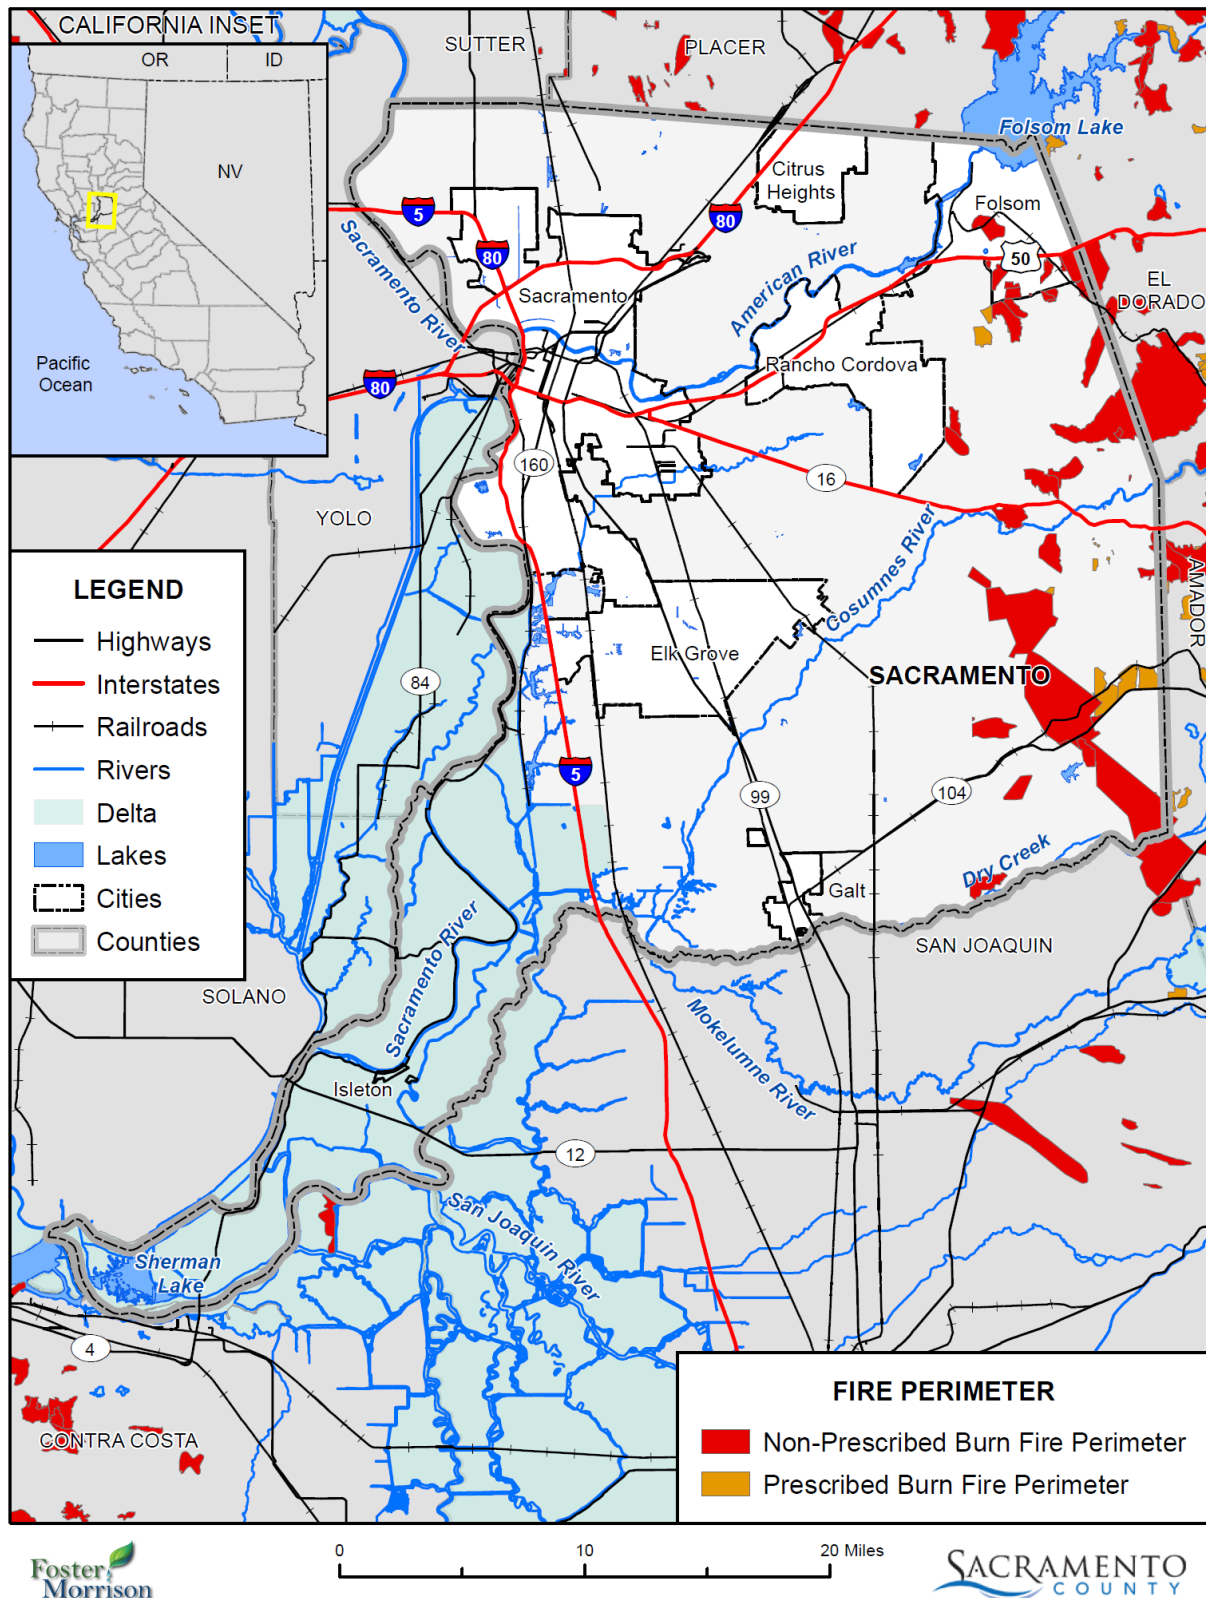 CALIFORNIA INSET
OR
ID
NV
Pacific
Ocean
SUTTER
PLACER
Folsom Lake
Citrus
Heights
Folsom
5
80
80
50
Sacramento River
Sacramento
American River
EL
DORADO
80
Rancho Cordova
160
16
YOLO
Cosumnes River
AMADOR
LEGEND
Highways
Interstates
Railroads
Rivers
Delta
Lakes
Cities
Counties
84
Elk Grove
SACRAMENTO
5
99
104
Dry Creek
Galt
SAN JOAQUIN
SOLANO
Sacramento River
Mokelumne River
Isleton
12
San Joaquin River
Sherman
Lake
4
CONTRA COSTA
FIRE PERIMETER
Non-Prescribed Burn Fire Perimeter
Prescribed Burn Fire Perimeter
Foster
Morrison
0
10
20 Miles
SACRAMENTO
COUNTY